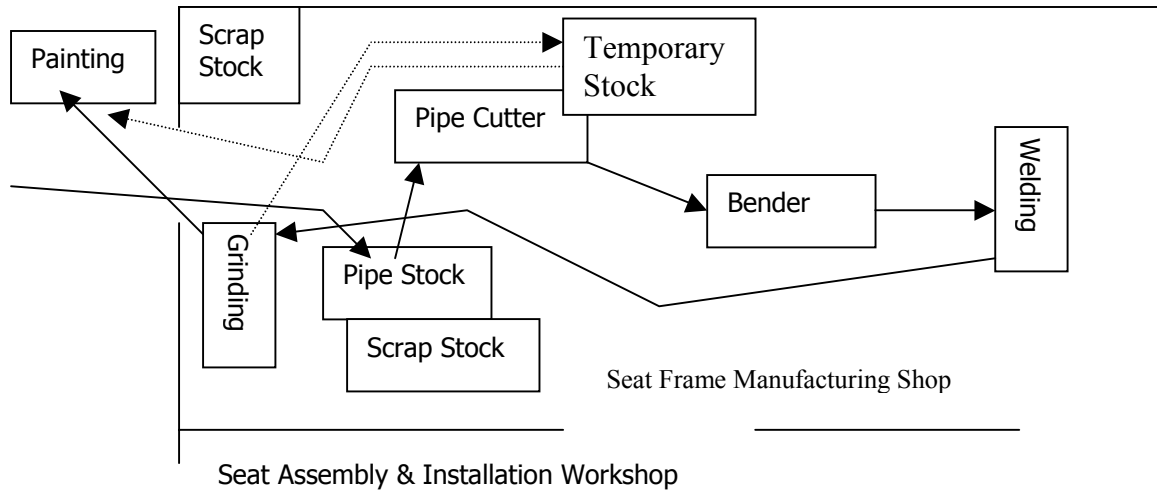 Painting
Scrap
Stock
Temporary
Stock
Pipe Cutter
Welding
Bender
Grinding
Pipe Stock
Scrap Stock
Seat Frame Manufacturing Shop
Seat Assembly & Installation Workshop